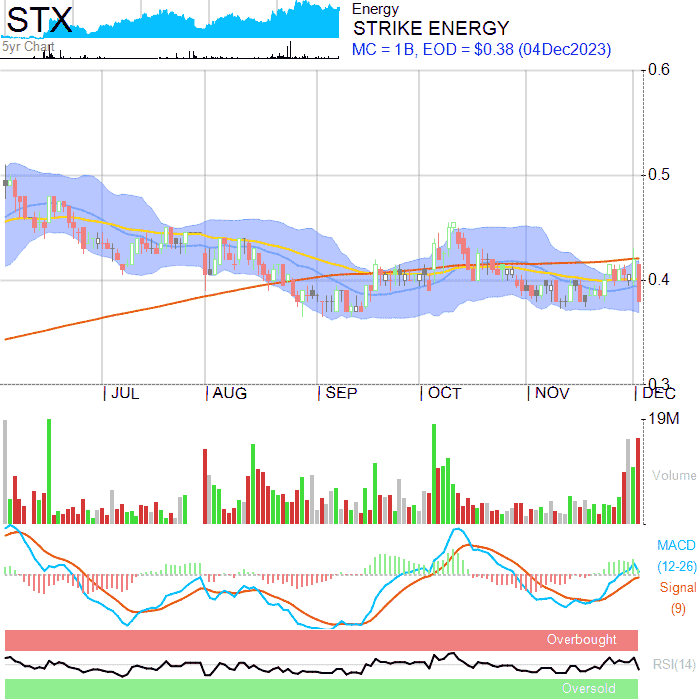 STX
5yr Chart
Energy
STRIKE ENERGY
MC = 1B, EOD = $0.38 (04Dec2023)
0.6
0.5
0.4
0.3
JUL AUG SEP OCT NOV DEC
19M
Volume
MACD
(12-26)
Signal
(9)
Overbought
RSI(14)
Oversold